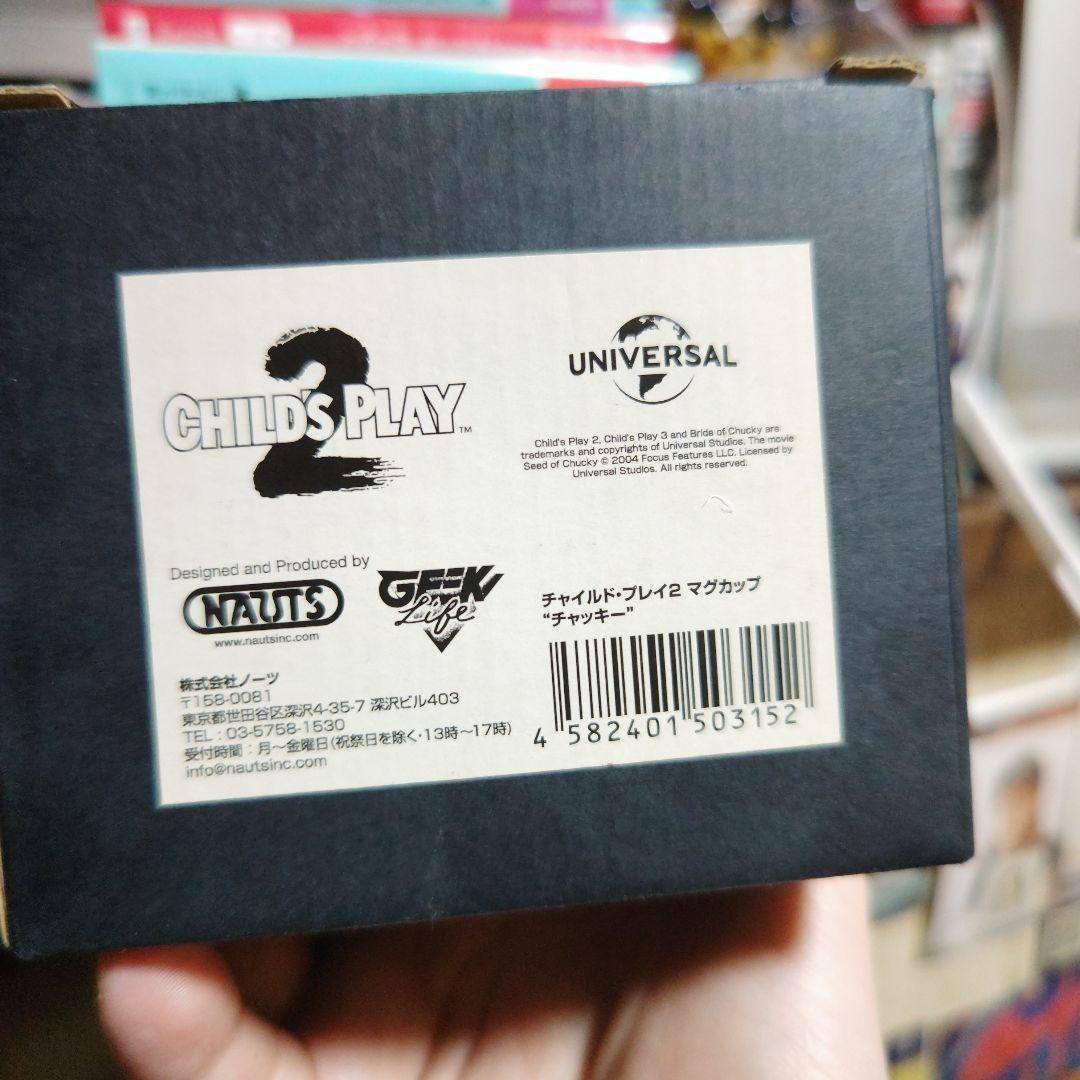 2
CHILD'S PLAY™
UNIVERSAL
Child's Play 2, Child's Play 3 and Bride of Chucky are
trademarks and copyrights of Universal Studios. The movie
Seed of Chucky © 2004 Focus Features LLC. Licensed by
Universal Studios. All rights reserved.
Designed and Produced by
NAUTS
www.nautsinc.com
GEEK
Life
チャイルド・プレイ2 マグカップ
“チャッキー”
4 582401 503152
株式会社ノーツ
〒158-0081
東京都世田谷区深沢4-35-7 深沢ビル403
TEL : 03-5758-1530
受付時間 : 月〜金曜日(祝祭日を除く・13時〜17時)
info@nautsinc.com